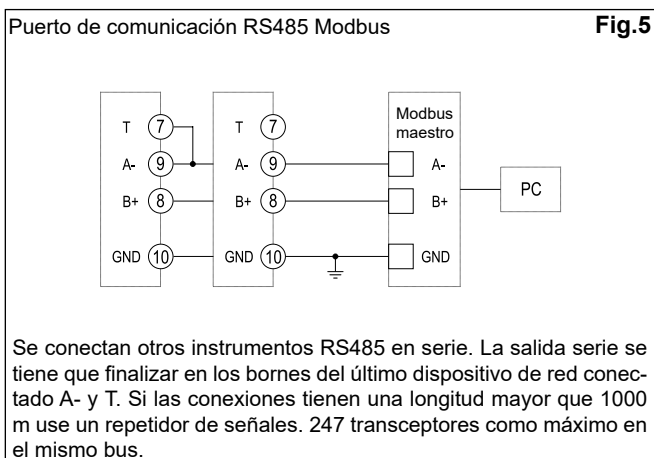 Puerto de comunicación RS485 Modbus
Fig.5
T 7 T 7 Modbus
maestro
A- 9 A- 9 A-
B+ 8 B+ 8 B+ PC
GND 10 GND 10 GND
Se conectan otros instrumentos RS485 en serie. La salida serie se
tiene que finalizar en los bornes del último dispositivo de red conec-
tado A- y T. Si las conexiones tienen una longitud mayor que 1000
m use un repetidor de señales. 247 transceptores como máximo en
el mismo bus.